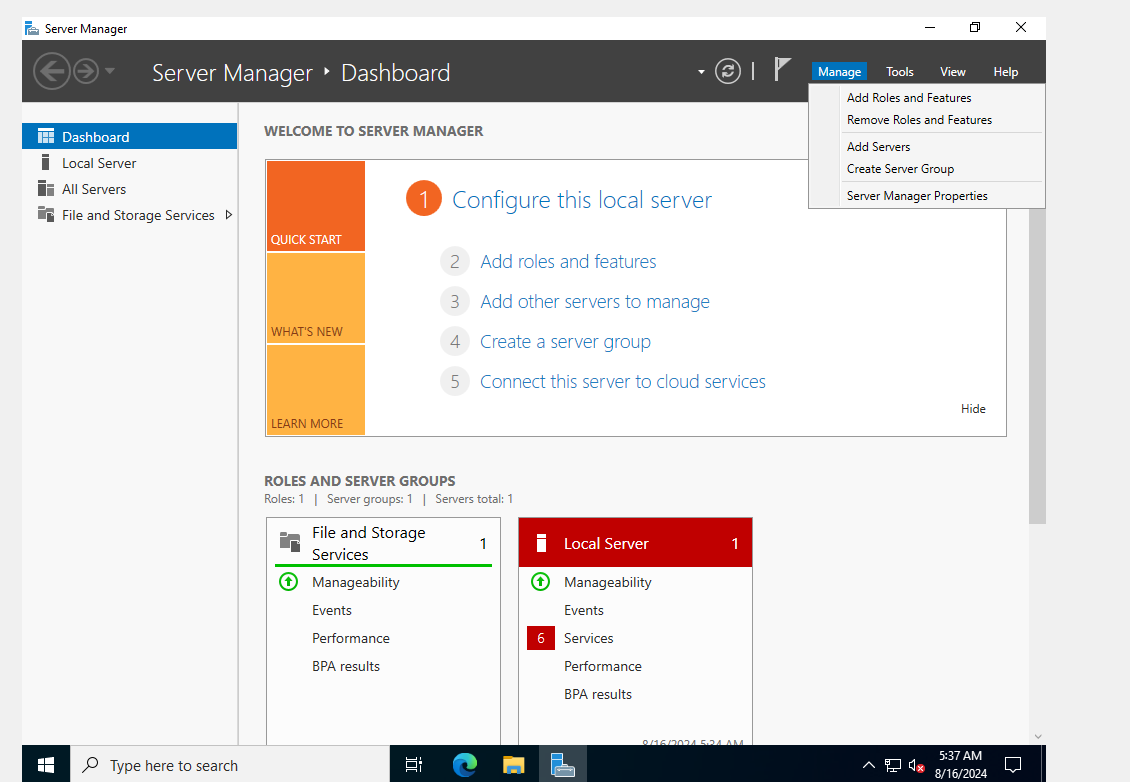 Server Manager
Server Manager ‣ Dashboard
Manage Tools View Help
Add Roles and Features
Remove Roles and Features
Add Servers
Create Server Group
Server Manager Properties
Dashboard
Local Server
All Servers
File and Storage Services
WELCOME TO SERVER MANAGER
QUICK START
WHAT'S NEW
LEARN MORE
1 Configure this local server
2 Add roles and features
3 Add other servers to manage
4 Create a server group
5 Connect this server to cloud services
Hide
ROLES AND SERVER GROUPS
Roles: 1 | Server groups: 1 | Servers total: 1
File and Storage
Services 1
Manageability
Events
Performance
BPA results
Local Server 1
Manageability
Events
6 Services
Performance
BPA results
8/16/2024 5:34 AM
Type here to search
5:37 AM
8/16/2024